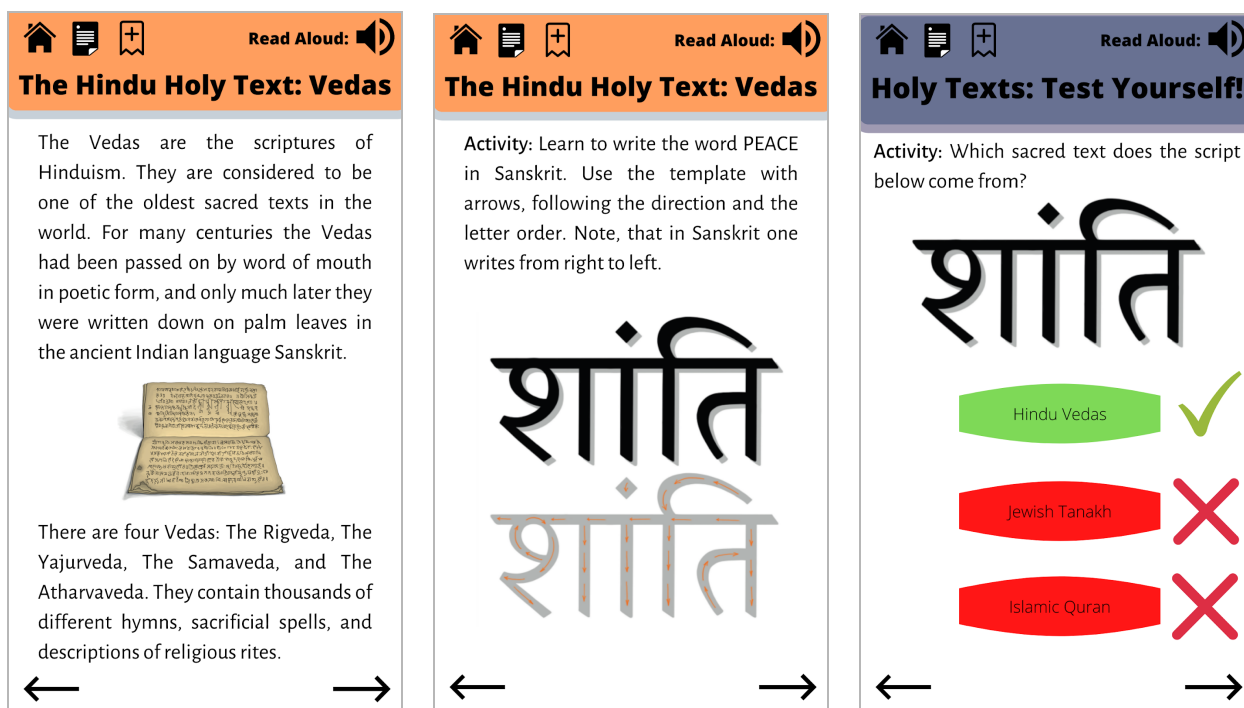 Read Aloud:
The Hindu Holy Text: Vedas
The Vedas are the scriptures of
Hinduism. They are considered to be
one of the oldest sacred texts in the
world. For many centuries the Vedas
had been passed on by word of mouth
in poetic form, and only much later they
were written down on palm leaves in
the ancient Indian language Sanskrit.
There are four Vedas: The Rigveda, The
Yajurveda, The Samaveda, and The
Atharvaveda. They contain thousands of
different hymns, sacrificial spells, and
descriptions of religious rites.
Read Aloud:
The Hindu Holy Text: Vedas
Activity: Learn to write the word PEACE
in Sanskrit. Use the template with
arrows, following the direction and the
letter order. Note, that in Sanskrit one
writes from right to left.
शांति
शांति
Read Aloud:
Holy Texts: Test Yourself!
Activity: Which sacred text does the script
below come from?
शांति
Hindu Vedas
Jewish Tanakh
Islamic Quran